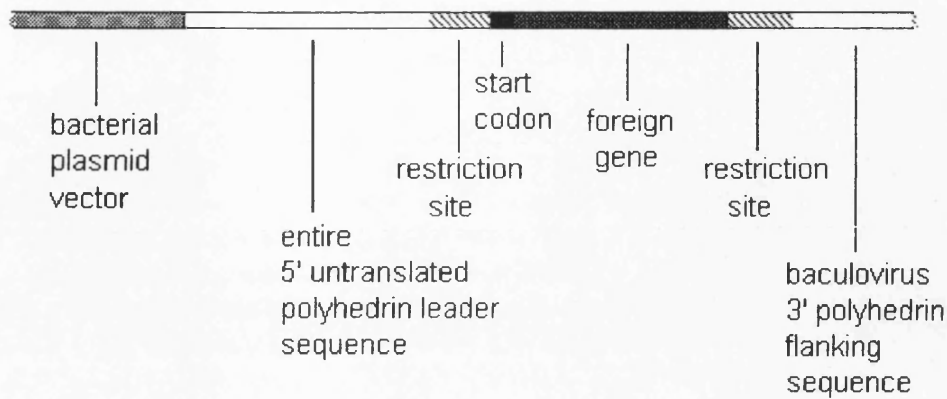 bacterial
plasmid
vector
entire
5' untranslated
polyhedrin leader
sequence
restriction
site
start
codon
foreign
gene
restriction
site
baculovirus
3' polyhedrin
flanking
sequence